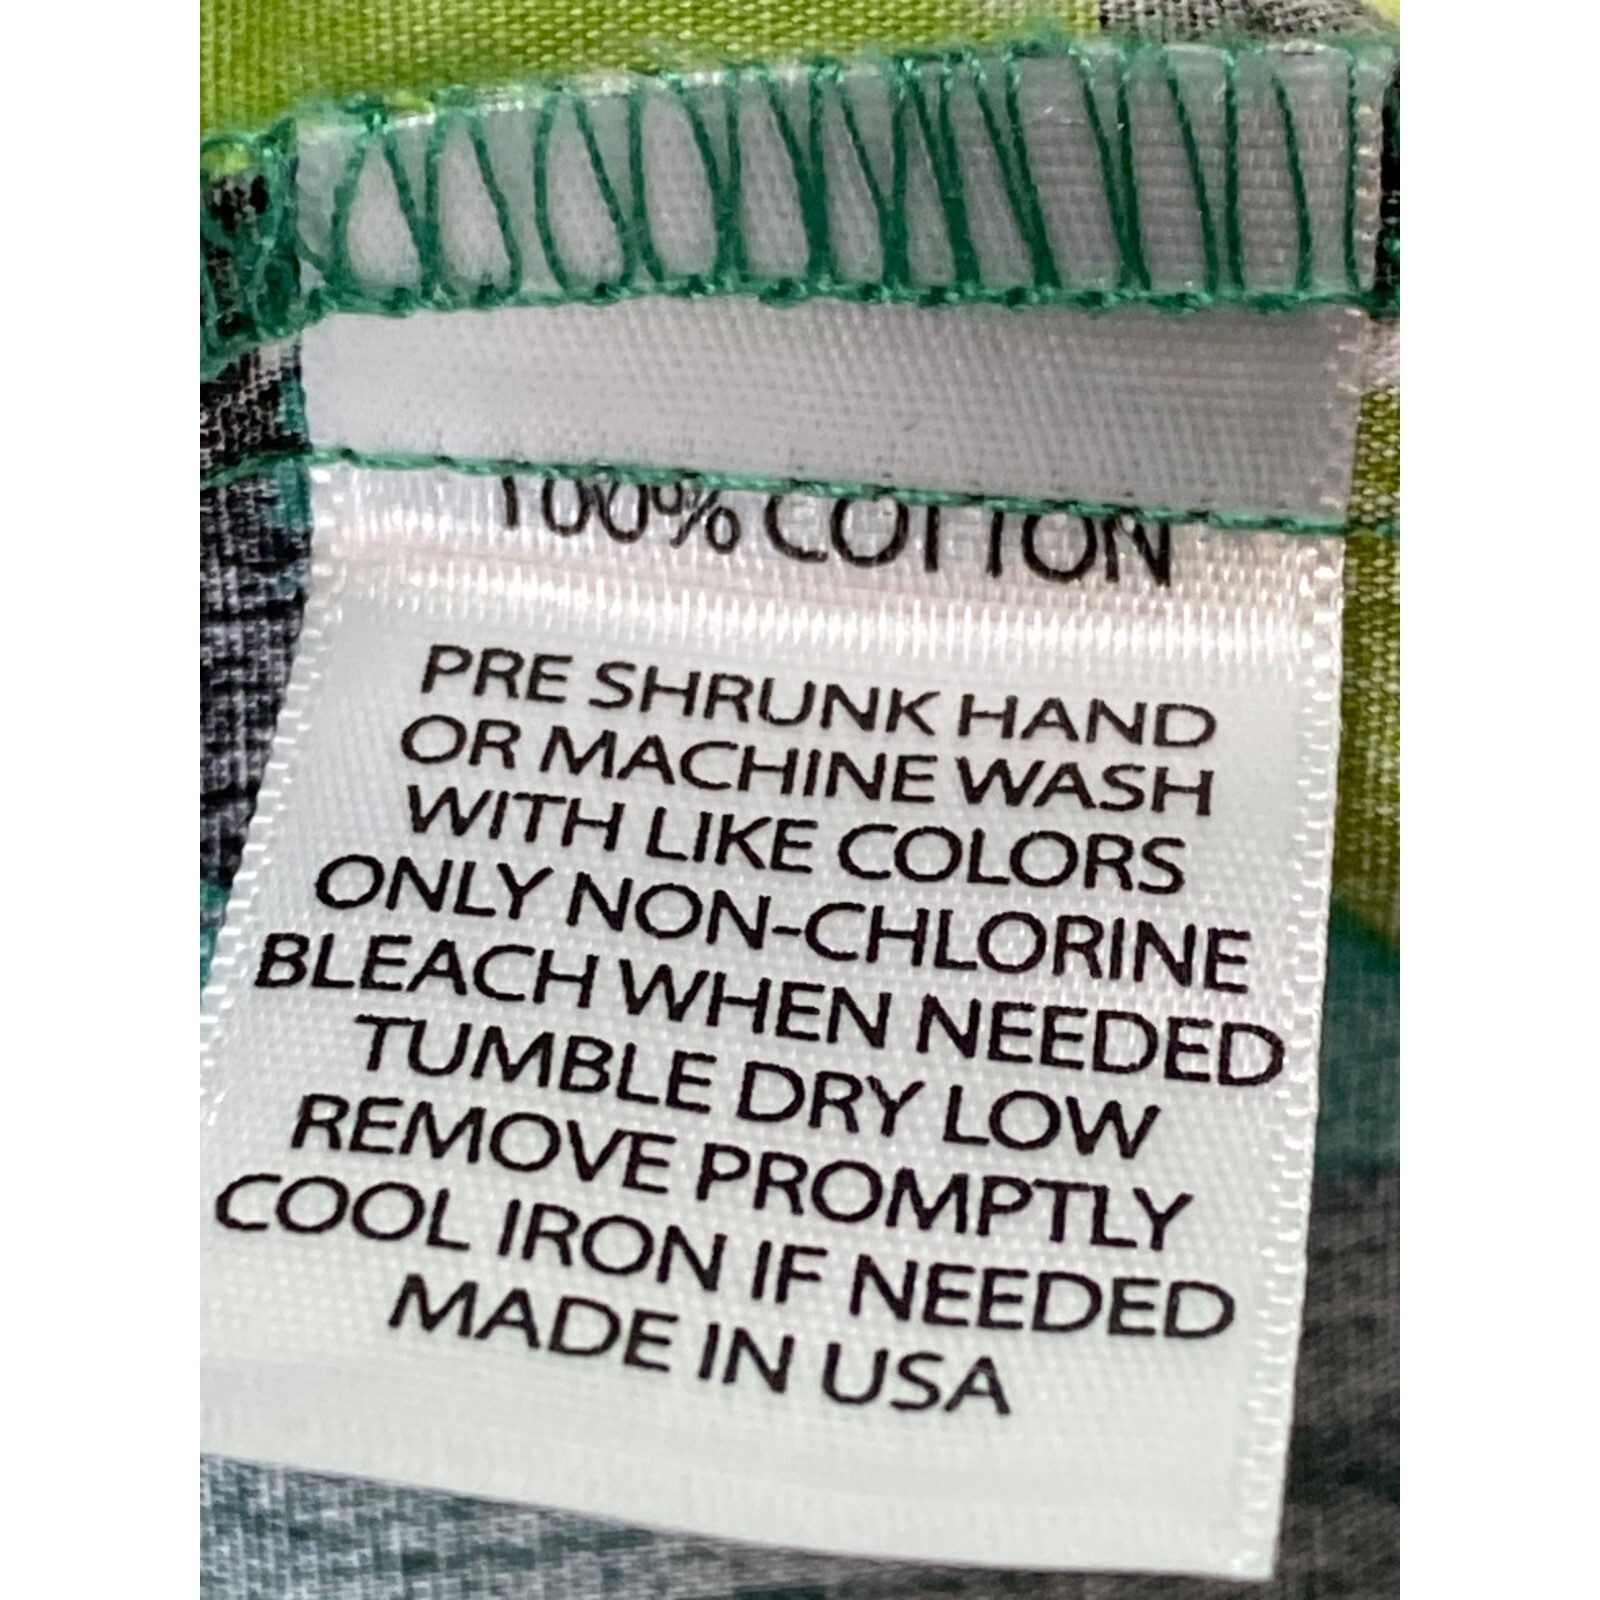 100% COTTON
PRE SHRUNK HAND
OR MACHINE WASH
WITH LIKE COLORS
ONLY NON-CHLORINE
BLEACH WHEN NEEDED
TUMBLE DRY LOW
REMOVE PROMPTLY
COOL IRON IF NEEDED
MADE IN USA